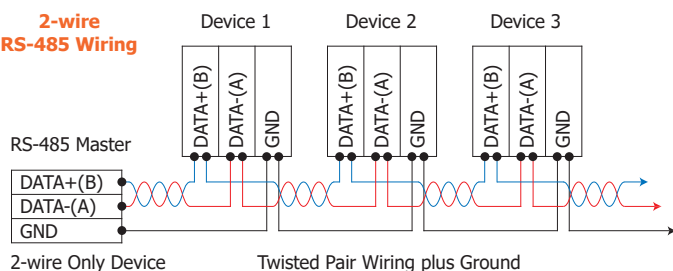 2-wire
RS-485 Wiring
Device 1
Device 2
Device 3
DATA+(B)
DATA-(A)
GND
DATA+(B)
DATA-(A)
GND
DATA+(B)
DATA-(A)
GND
RS-485 Master
DATA+(B)
DATA-(A)
GND
2-wire Only Device
Twisted Pair Wiring plus Ground